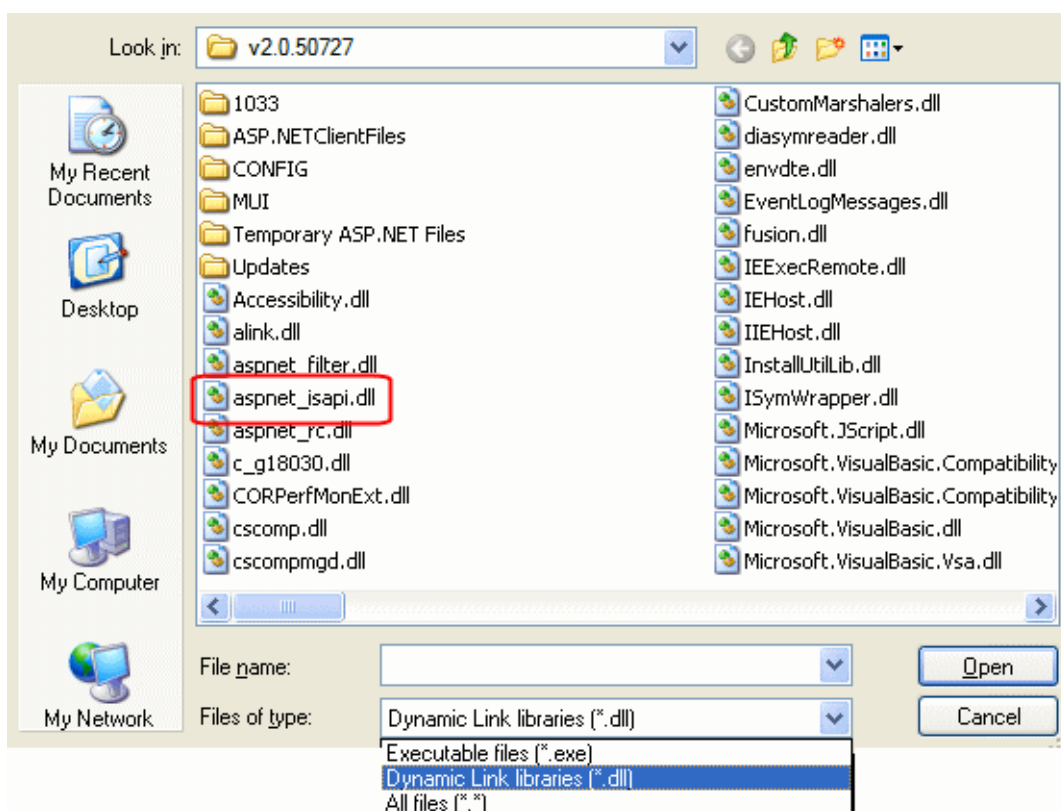 Look in: v2.0.50727
My Recent
Documents
Desktop
My Documents
My Computer
My Network
1033
ASP.NETClientFiles
CONFIG
MUI
Temporary ASP.NET Files
Updates
Accessibility.dll
alink.dll
aspnet_filter.dll
aspnet_isapi.dll
aspnet_rc.dll
c_g18030.dll
CORPerfMonExt.dll
cscomp.dll
cscompmgd.dll
CustomMarshalers.dll
diasymreader.dll
envdte.dll
EventLogMessages.dll
fusion.dll
IEExecRemote.dll
IEHost.dll
IIEHost.dll
InstallUtilLib.dll
ISymWrapper.dll
Microsoft.JScript.dll
Microsoft.VisualBasic.Compatibility
Microsoft.VisualBasic.Compatibility
Microsoft.VisualBasic.dll
Microsoft.VisualBasic.Vsa.dll
File name: Open
Files of type: Dynamic Link libraries (*.dll) Cancel
Executable files (*.exe)
Dynamic Link libraries (*.dll)
All files (*.*)